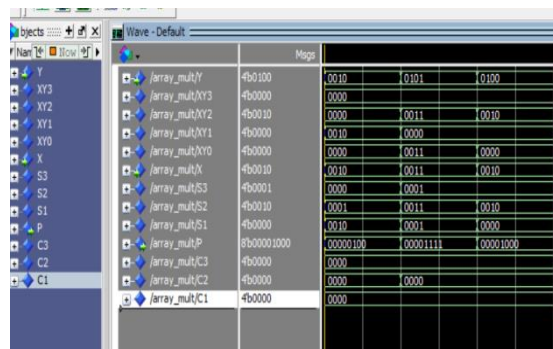 bjects
Wave - Default
Now
Msgs
Y
XY3
XY2
XY1
XY0
X
S3
S2
S1
P
C3
C2
C1
/array_mult/Y 4'b0100 0010 0101 0100
/array_mult/XY3 4'b0000 0000
/array_mult/XY2 4'b0010 0000 0011 0010
/array_mult/XY1 4'b0000 0010 0000
/array_mult/XY0 4'b0000 0000 0011 0000
/array_mult/X 4'b0010 0010 0011 0010
/array_mult/S3 4'b0001 0000 0001
/array_mult/S2 4'b0010 0001 0011 0010
/array_mult/S1 4'b0000 0010 0001 0000
/array_mult/P 8'b00001000 00000100 00001111 00001000
/array_mult/C3 4'b0000 0000
/array_mult/C2 4'b0000 0000
/array_mult/C1 4'b0000 0000